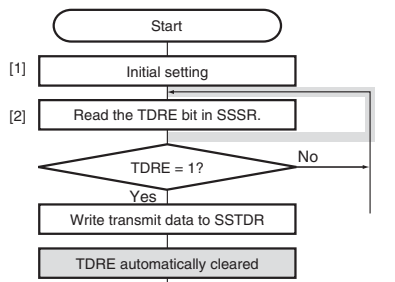 Start
[1]
Initial setting
[2]
Read the TDRE bit in SSSR.
TDRE = 1?
No
Yes
Write transmit data to SSTDR
TDRE automatically cleared